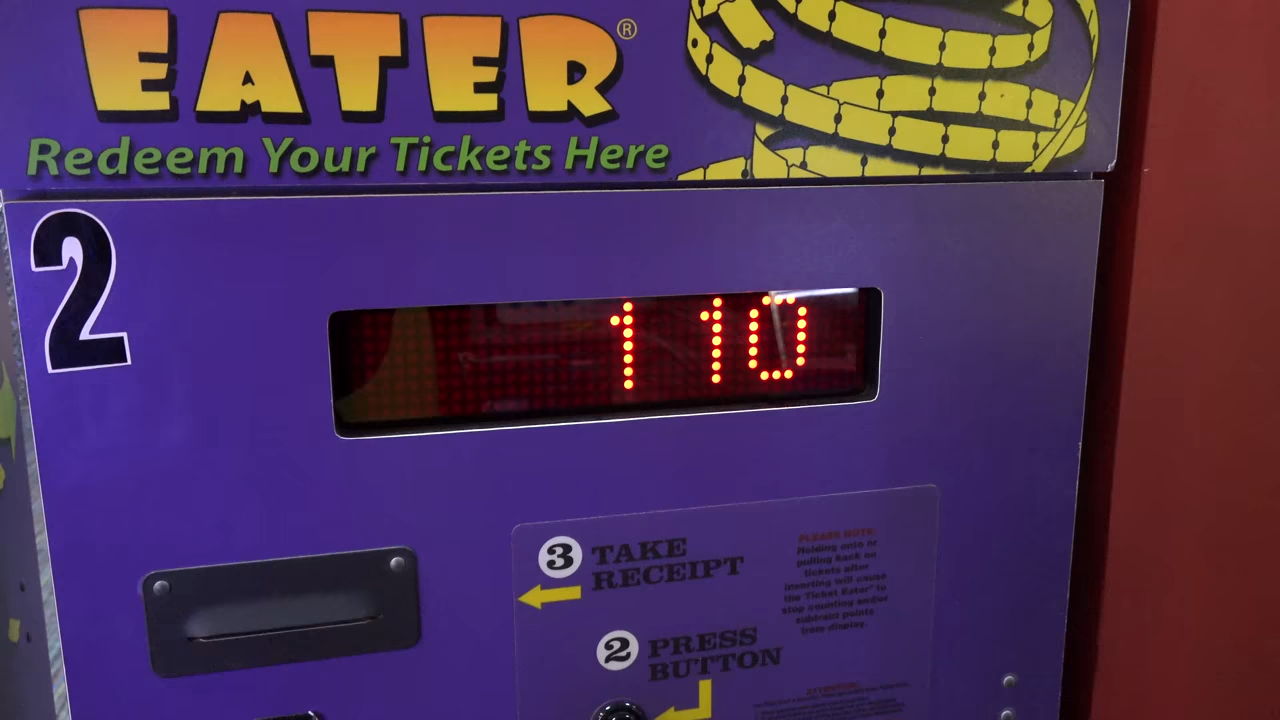 EATER®
Redeem Your Tickets Here
2
110
3 TAKE
RECEIPT
PLEASE NOTE:
Holding onto or
pulling back on
tickets after
inserting will cause
the Ticket Eater® to
stop counting and/or
subtract points
from display.
2 PRESS
BUTTON
ATTENTION: